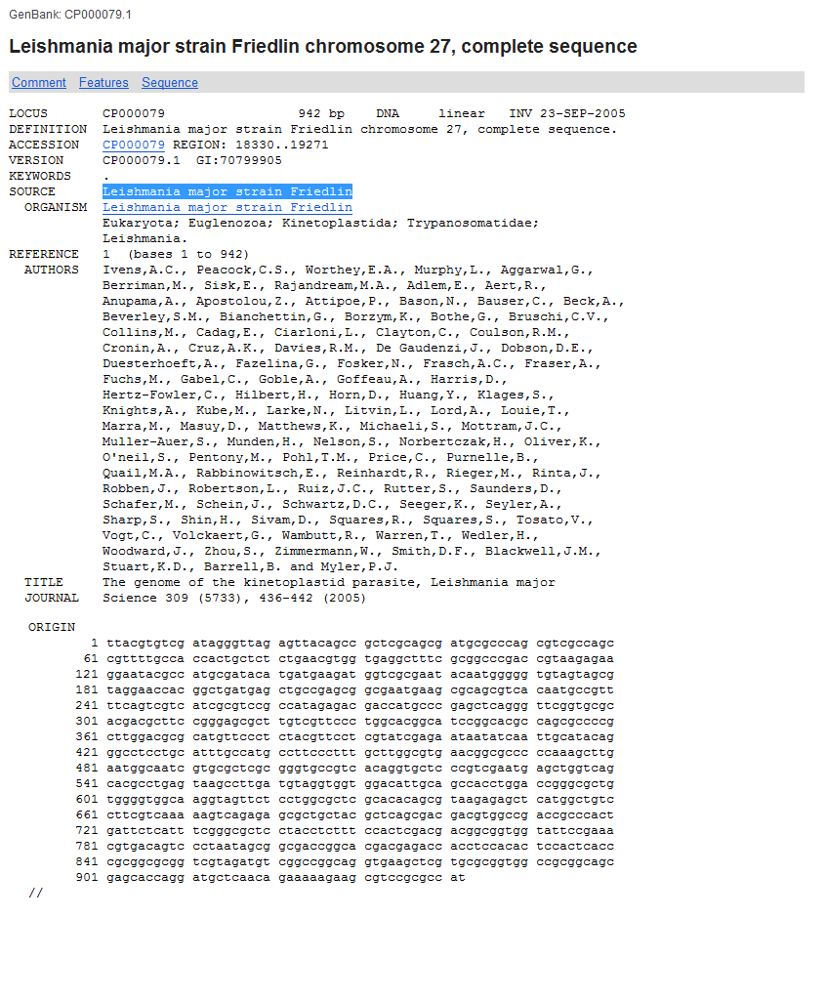 GenBank: CP000079.1
Leishmania major strain Friedlin chromosome 27, complete sequence
Comment Features Sequence
LOCUS CP000079 942 bp DNA linear INV 23-SEP-2005
DEFINITION Leishmania major strain Friedlin chromosome 27, complete sequence.
ACCESSION CP000079 REGION: 18330..19271
VERSION CP000079.1 GI:70799905
KEYWORDS .
SOURCE Leishmania major strain Friedlin
ORGANISM Leishmania major strain Friedlin
Eukaryota; Euglenozoa; Kinetoplastida; Trypanosomatidae;
Leishmania.
REFERENCE 1 (bases 1 to 942)
AUTHORS Ivens,A.C., Peacock,C.S., Worthey,E.A., Murphy,L., Aggarwal,G.,
Berriman,M., Sisk,E., Rajandream,M.A., Adlem,E., Aert,R.,
Anupama,A., Apostolou,Z., Attipoe,P., Bason,N., Bauser,C., Beck,A.,
Beverley,S.M., Bianchettin,G., Borzym,K., Bothe,G., Bruschi,C.V.,
Collins,M., Cadag,E., Ciarloni,L., Clayton,C., Coulson,R.M.,
Cronin,A., Cruz,A.K., Davies,R.M., De Gaudenzi,J., Dobson,D.E.,
Duesterhoeft,A., Fazelina,G., Fosker,N., Frasch,A.C., Fraser,A.,
Fuchs,M., Gabel,C., Goble,A., Goffeau,A., Harris,D.,
Hertz-Fowler,C., Hilbert,H., Horn,D., Huang,Y., Klages,S.,
Knights,A., Kube,M., Larke,N., Litvin,L., Lord,A., Louie,T.,
Marra,M., Masuy,D., Matthews,K., Michaeli,S., Mottram,J.C.,
Muller-Auer,S., Munden,H., Nelson,S., Norbertczak,H., Oliver,K.,
O'neil,S., Pentony,M., Pohl,T.M., Price,C., Purnelle,B.,
Quail,M.A., Rabbinowitsch,E., Reinhardt,R., Rieger,M., Rinta,J.,
Robben,J., Robertson,L., Ruiz,J.C., Rutter,S., Saunders,D.,
Schafer,M., Schein,J., Schwartz,D.C., Seeger,K., Seyler,A.,
Sharp,S., Shin,H., Sivam,D., Squares,R., Squares,S., Tosato,V.,
Vogt,C., Volckaert,G., Wambutt,R., Warren,T., Wedler,H.,
Woodward,J., Zhou,S., Zimmermann,W., Smith,D.F., Blackwell,J.M.,
Stuart,K.D., Barrell,B. and Myler,P.J.
TITLE The genome of the kinetoplastid parasite, Leishmania major
JOURNAL Science 309 (5733), 436-442 (2005)
ORIGIN
1 ttacgtgtcg atagggttag agttacagcc gctcgcagcg atgcgcccag cgtcgccagc
61 cgttttgcca ccactgctct ctgaacgtgg tgaggctttc gcggcccgac cgtaagagaa
121 ggaatacgcc atgcgataca tgatgaagat ggtcgcgaat acaatggggg tgtagtagcg
181 taggaaccac ggctgatgag ctgccgagcg gcgaatgaag cgcagcgtca caatgccgtt
241 ttcagtcgtc atcgcgtccg ccatagagac gaccatgccc gagctcaggg ttcggtgcgc
301 acgacgcttc cgggagcgct tgtcgttccc tggcacggca tccggcacgc cagcgccccg
361 cttggacgcg catgttccct ctacgttcct cgtatcgaga aataatcaa ttgcatacag
421 ggcctcctgc atttgccatg ccttcccttt gcttggcgtg aacggcgccc ccaaagcttg
481 aatggcaatc gtgcgctcgc gggtgccgtc acaggtgctc cccgtcgaatg agctggtcag
541 cacgcctgag taagccttga tgtaggtggt ggacattgca gccacctgga ccgggcgctg
601 tggggtggca aggtagttct cctggcgctc gcacacagcg taagagagct catggctgtc
661 cttcgtcaaa aagtcagaga gcgctgctac gctcagcgac gacgtggccg accgcccact
721 gattctcatt tcgggcgctc ctacctcttt ccactcgacg acggcggtgg tattccgaaa
781 cgtgacagtc cctaatagcg gcgaccggca cgacgagacc acctccacac tccactcacc
841 cgcggcgcgg tcgtagatgt cggccggcag gtgaagctcg tgcgcggtgg ccgcggcagc
901 gagcaccagg atgctcaaca gaaaaagaag cgtccgcgcc at
//